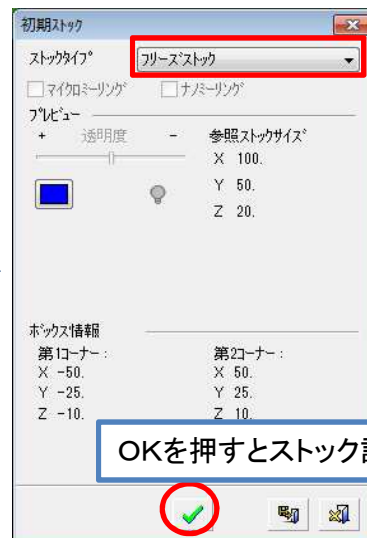 初期ストック
ストックタイプ フリーズストック
マイクロミーリング ナノミーリング
プレビュー
+ 透明度 - 参照ストックサイズ
X 100.
Y 50.
Z 20.
ボックス情報
第1コーナー: 第2コーナー:
X -50. X 50.
Y -25. Y 25.
Z -10. Z 10.
OKを押すとストック